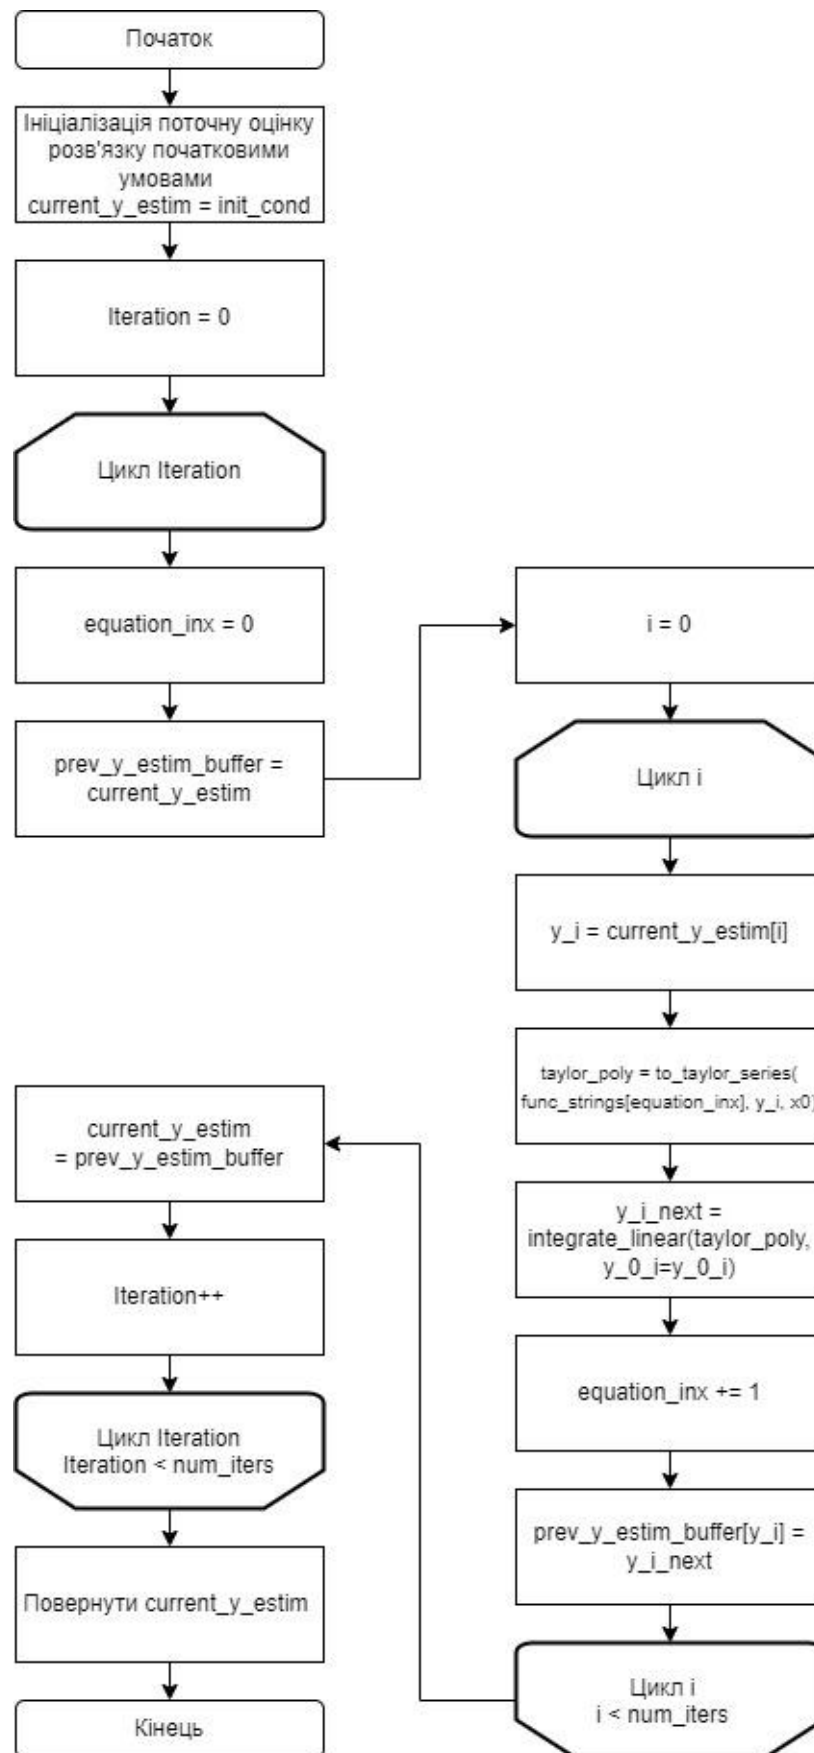 Початок
Ініціалізація поточну оцінку
розв'язку початковими
умовами
current_y_estim = init_cond
Iteration = 0
Цикл Iteration
equation_inx = 0
prev_y_estim_buffer =
current_y_estim
i = 0
Цикл i
y_i = current_y_estim[i]
taylor_poly = to_taylor_series(
func_strings[equation_inx], y_i, x0)
y_i_next =
integrate_linear(taylor_poly,
y_0_i=y_0_i)
equation_inx += 1
prev_y_estim_buffer[y_i] =
y_i_next
Цикл i
i < num_iters
current_y_estim
= prev_y_estim_buffer
Iteration++
Цикл Iteration
Iteration < num_iters
Повернути current_y_estim
Кінець